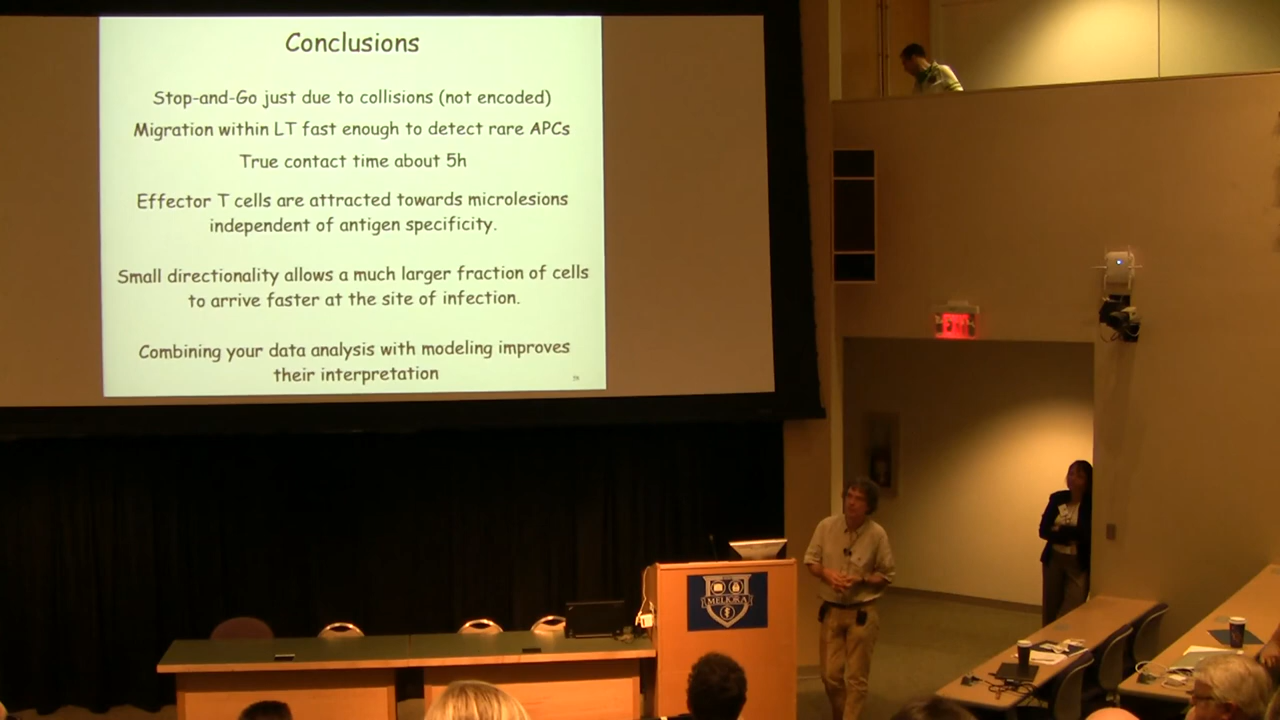 Conclusions
Stop-and-Go just due to collisions (not encoded)
Migration within LT fast enough to detect rare APCs
True contact time about 5h
Effector T cells are attracted towards microlesions
independent of antigen specificity.
Small directionality allows a much larger fraction of cells
to arrive faster at the site of infection.
Combining your data analysis with modeling improves
their interpretation
MELIORA